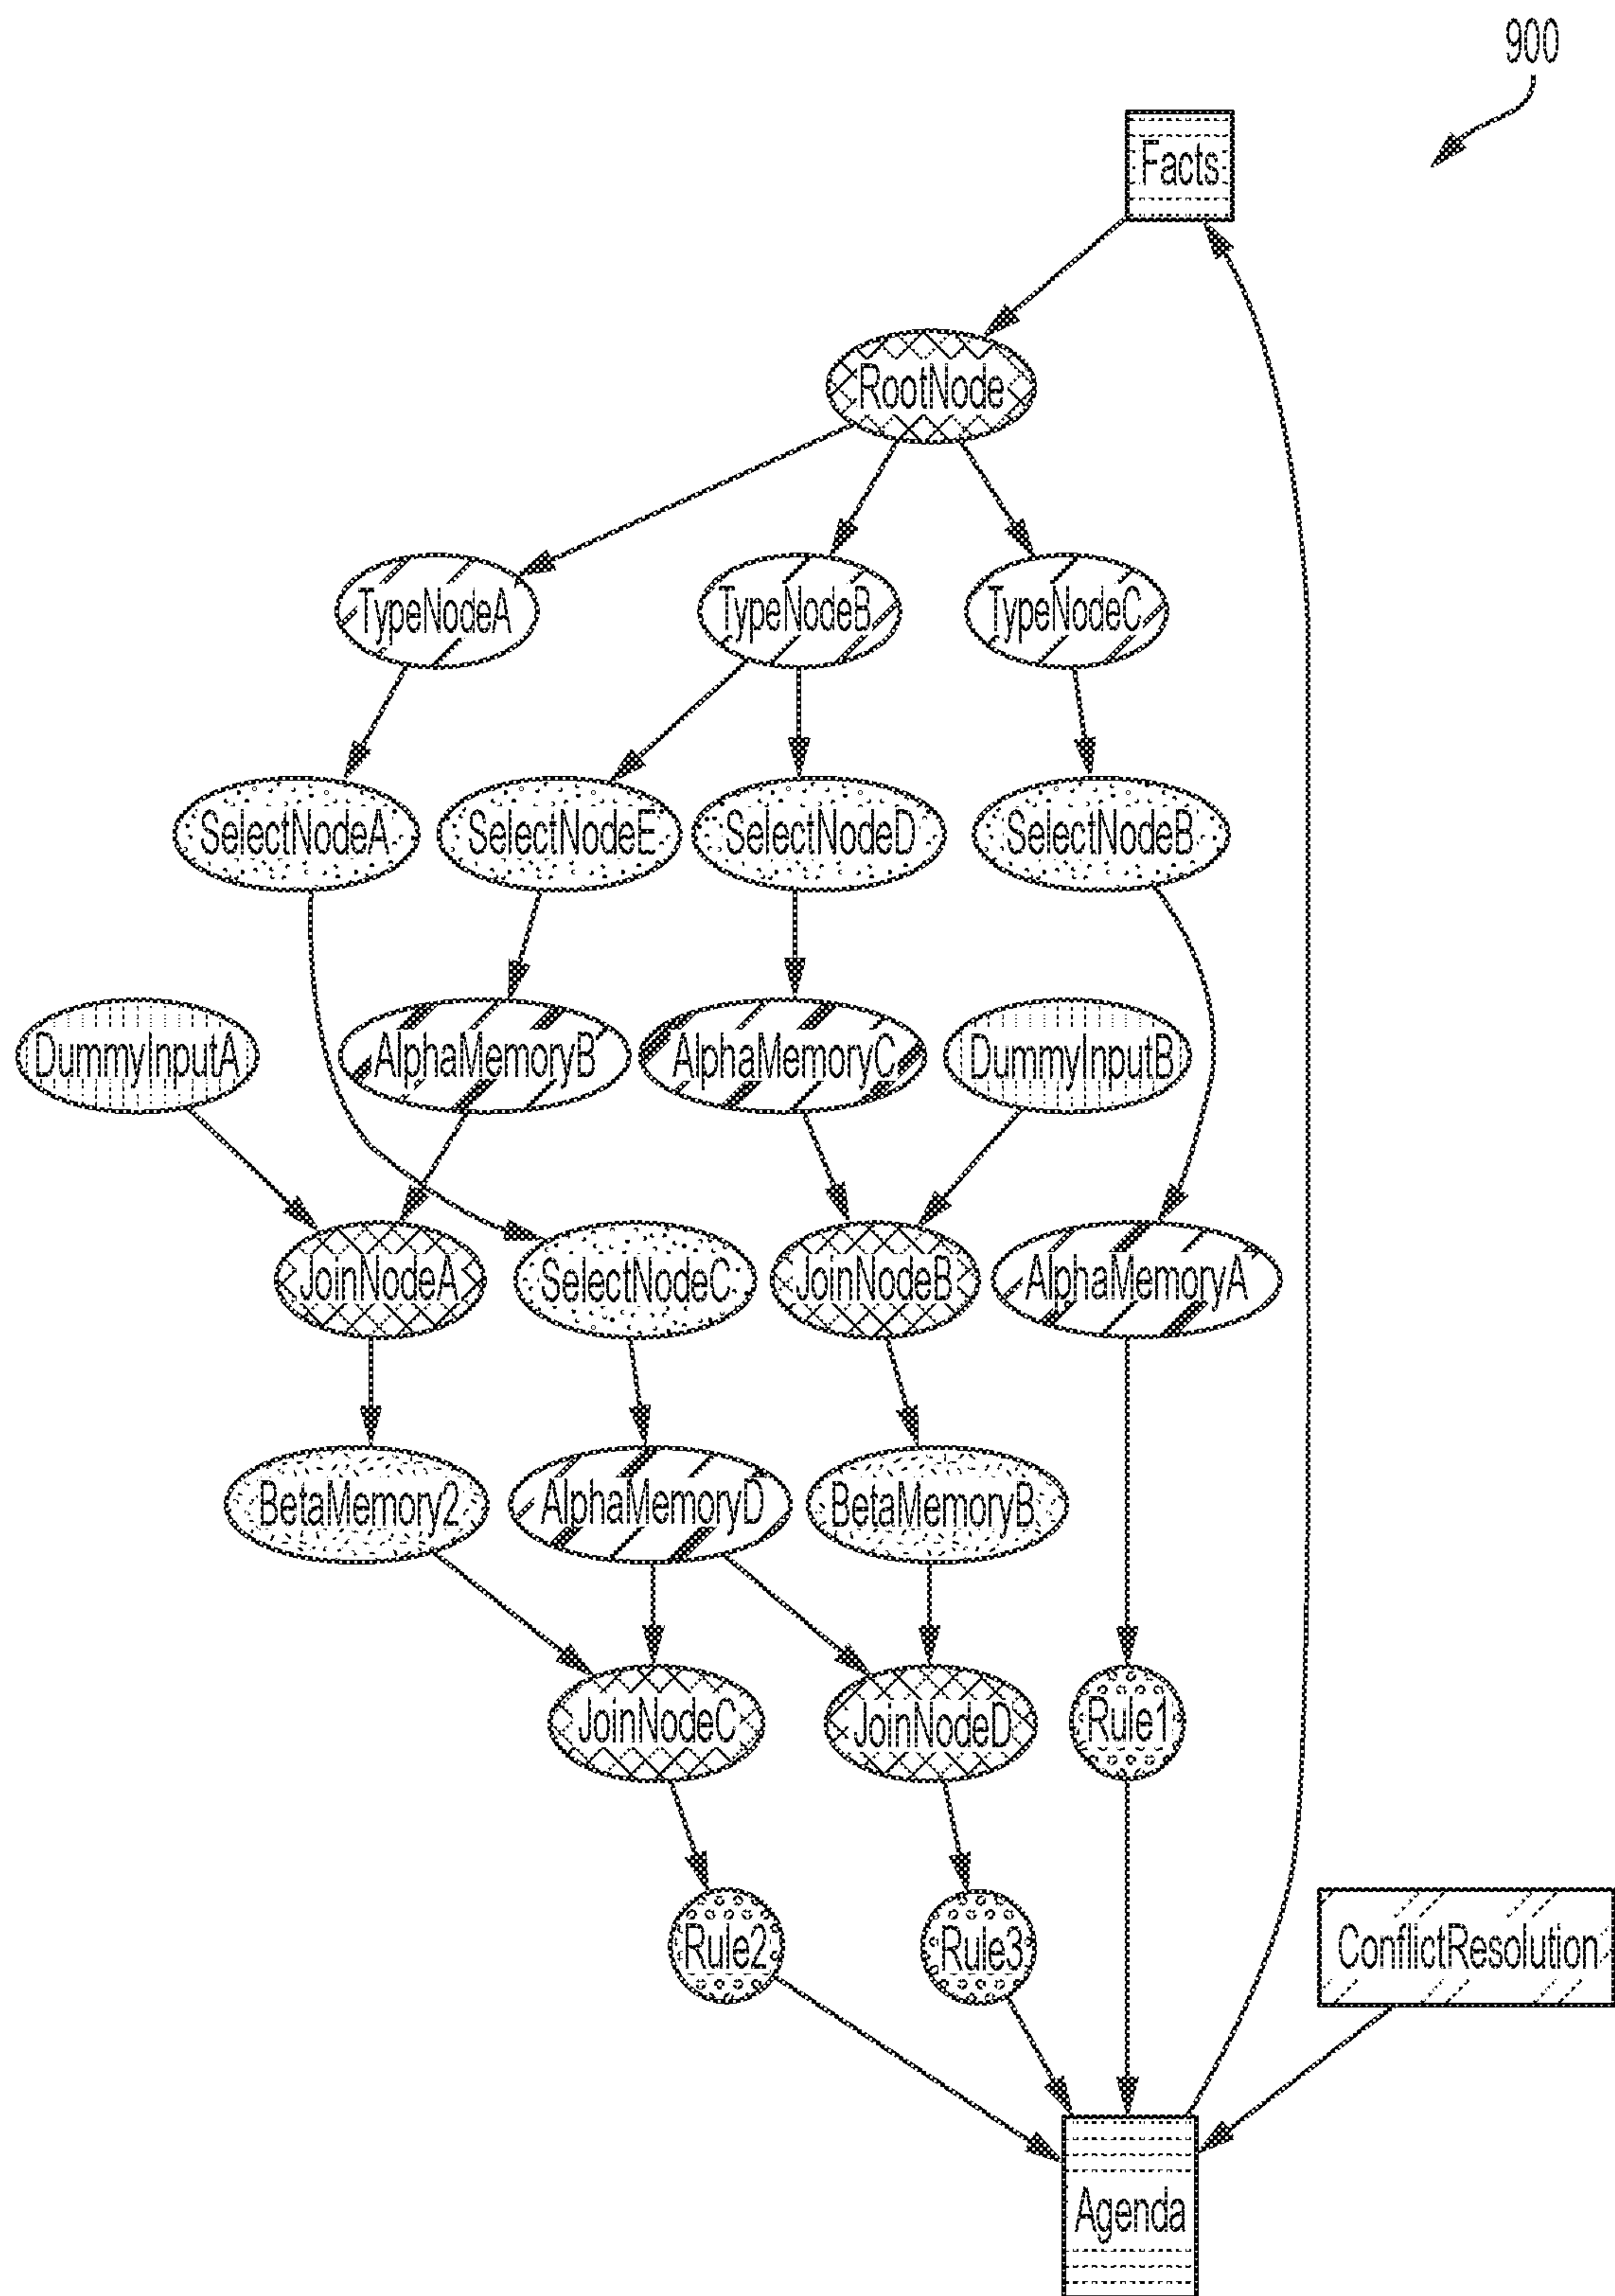 900
Facts
RootNode
TypeNodeA
TypeNodeB
TypeNodeC
SelectNodeA
SelectNodeE
SelectNodeD
SelectNodeB
DummyInputA
AlphaMemoryB
AlphaMemoryC
DummyInputB
JoinNodeA
SelectNodeC
JoinNodeB
AlphaMemoryA
BetaMemory2
AlphaMemoryD
BetaMemoryB
JoinNodeC
JoinNodeD
Rule1
Rule2
Rule3
ConflictResolution
Agenda